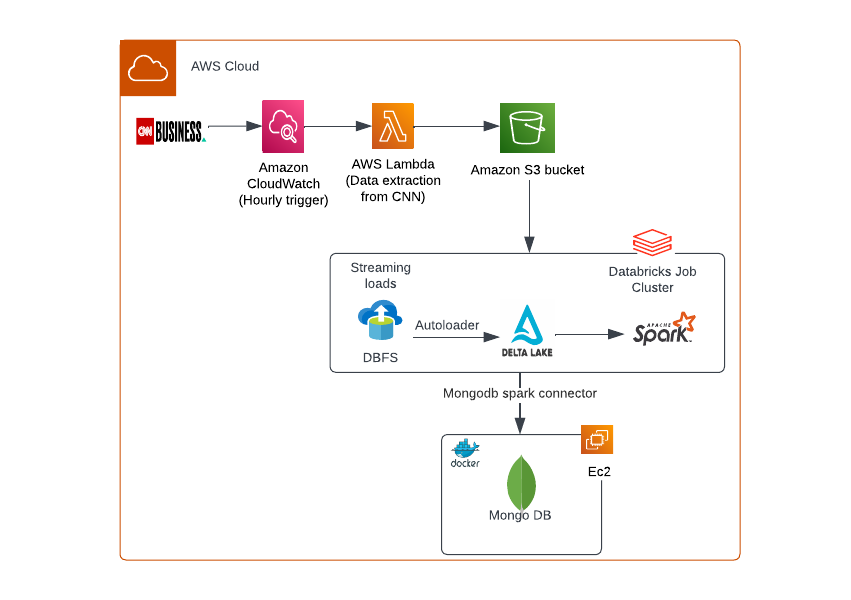 AWS Cloud
CNN BUSINESS
Amazon
CloudWatch
(Hourly trigger)
AWS Lambda
(Data extraction
from CNN)
Amazon S3 bucket
Streaming
loads
Databricks Job
Cluster
Autoloader
DBFS
DELTA LAKE
APACHE
Spark
Mongodb spark connector
docker
Ec2
Mongo DB